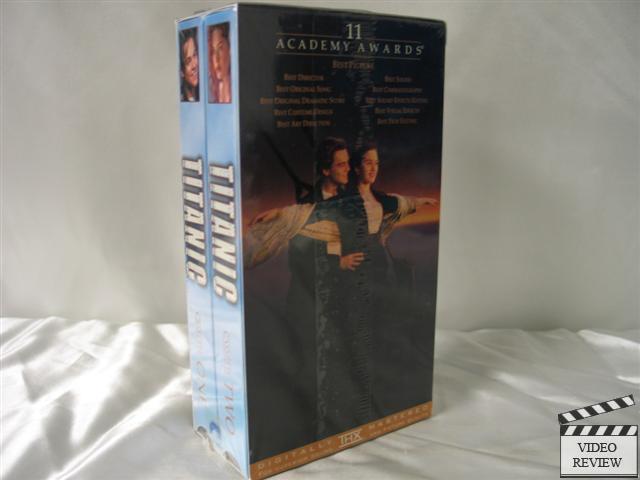 11
ACADEMY AWARDS®
BEST PICTURE
BEST DIRECTOR
BEST ORIGINAL SONG
BEST ORIGINAL DRAMATIC SCORE
BEST COSTUME DESIGN
BEST ART DIRECTION
BEST SOUND
BEST CINEMATOGRAPHY
BEST SOUND EFFECTS EDITING
BEST VISUAL EFFECTS
BEST FILM EDITING
TITANIC
TITANIC
CASSETTE ONE
CASSETTE TWO
DIGITALLY THX MASTERED
VIDEO
REVIEW